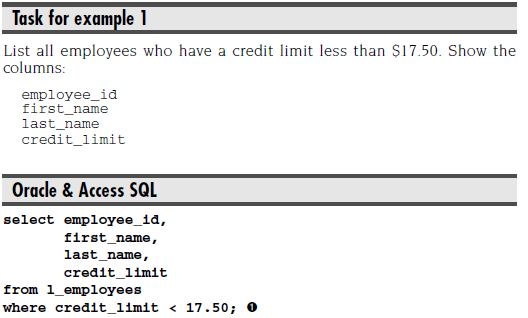 Task for example 1
List all employees who have a credit limit less than $17.50. Show the
columns:
employee_id
first_name
last_name
credit_limit
Oracle & Access SQL
select employee_id,
first_name,
last_name,
credit_limit
from l_employees
where credit_limit < 17.50; ❶